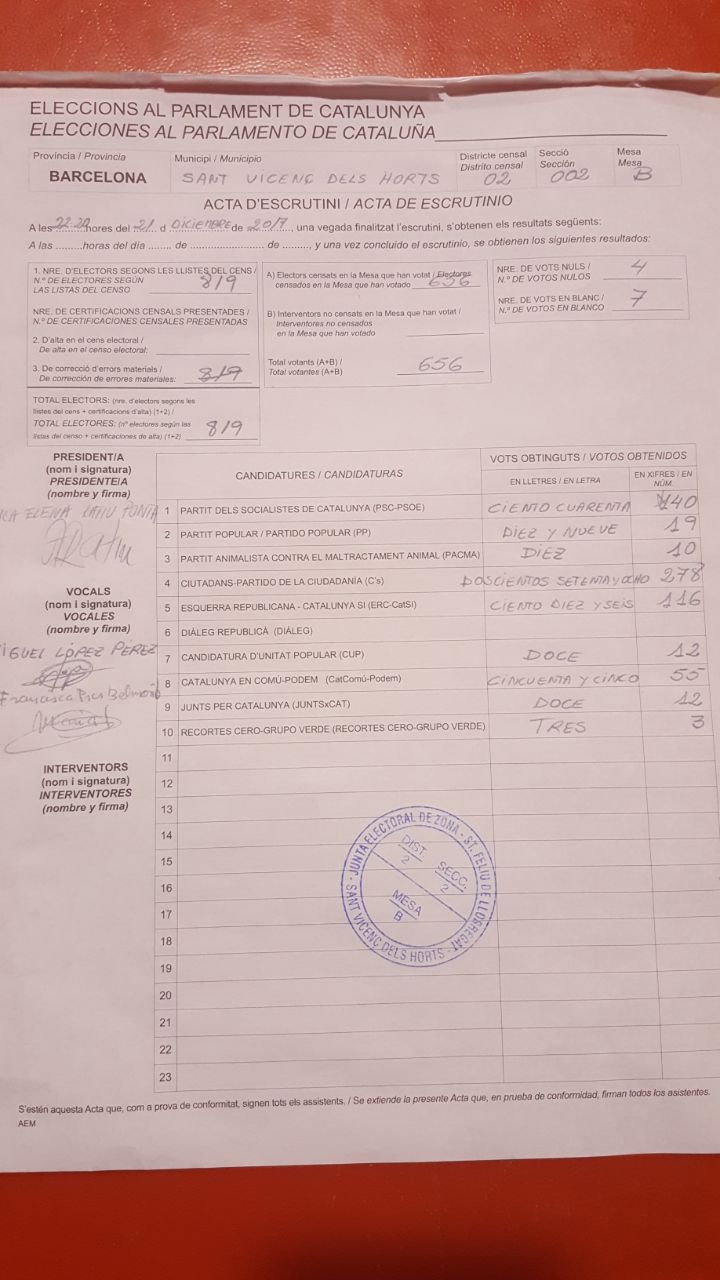 ELECCIONS AL PARLAMENT DE CATALUNYA
ELECCIONES AL PARLAMENTO DE CATALUÑA
Província / Provincia
BARCELONA
Municipi / Municipio
SANT VICENÇ DELS HORTS
Districte censal
Distrito censal
02
Secció
Sección
002
Mesa
Mesa
B
ACTA D'ESCRUTINI / ACTA DE ESCRUTINIO
A les 22.20 hores del 21 d DICIEMBRE de 2017, una vegada finalitzat l'escrutini, s'obtenen els resultats següents:
A las ........horas del día ....... de ...................... de ........, y una vez concluido el escrutinio, se obtienen los siguientes resultados:
1. NRE. D'ELECTORS SEGONS LES LLISTES DEL CENS /
N.º DE ELECTORES SEGÚN
LAS LISTAS DEL CENSO 819
NRE. DE CERTIFICACIONS CENSALS PRESENTADES /
N.º DE CERTIFICACIONES CENSALES PRESENTADAS
2. D'alta en el cens electoral /
De alta en el censo electoral:
3. De correcció d'errors materials /
De corrección de errores materiales: 819
TOTAL ELECTORS: (nre. d'electors segons les
llistes del cens + certificacions d'alta) (1+2) /
TOTAL ELECTORES: (nº electores según las
listas del censo + certificaciones de alta) (1+2) 819
A) Electors censats en la Mesa que han votat / Electores
censados en la Mesa que han votado 656
B) Interventors no censats en la Mesa que han votat /
Interventores no censados
en la Mesa que han votado
Total votants (A+B) /
Total votantes (A+B) 656
NRE. DE VOTS NULS /
N.º DE VOTOS NULOS 4
NRE. DE VOTS EN BLANC /
N.º DE VOTOS EN BLANCO 7
PRESIDENT/A
(nom i signatura)
PRESIDENTE/A
(nombre y firma)
ELENA
VOCALS
(nom i signatura)
VOCALES
(nombre y firma)
IGUEL LÓPEZ PÉREZ
Francisca
INTERVENTORS
(nom i signatura)
INTERVENTORES
(nombre y firma)
CANDIDATURES / CANDIDATURAS
VOTS OBTINGUTS / VOTOS OBTENIDOS
EN LLETRES / EN LETRA
EN XIFRES / EN
NÚM.
1 PARTIT DELS SOCIALISTES DE CATALUNYA (PSC-PSOE) CIENTO CUARENTA 140
2 PARTIT POPULAR / PARTIDO POPULAR (PP) DIEZ Y NUEVE 19
3 PARTIT ANIMALISTA CONTRA EL MALTRACTAMENT ANIMAL (PACMA) DIEZ 10
4 CIUTADANS-PARTIDO DE LA CIUDADANÍA (C's) DOSCIENTOS SETENTA Y OCHO 278
5 ESQUERRA REPUBLICANA - CATALUNYA SI (ERC-CatSI) CIENTO DIEZ Y SEIS 116
6 DIÀLEG REPUBLICÀ (DIÀLEG)
7 CANDIDATURA D'UNITAT POPULAR (CUP) DOCE 12
8 CATALUNYA EN COMÚ-PODEM (CatComú-Podem) CINCUENTA Y CINCO 55
9 JUNTS PER CATALUNYA (JUNTSxCAT) DOCE 12
10 RECORTES CERO-GRUPO VERDE (RECORTES CERO-GRUPO VERDE) TRES 3
11
12
13
14
15
16
17
18
19
20
21
22
23
JUNTA ELECTORAL DE ZONA - ST. FELIU DE LLOBREGAT
SANT VICENÇ DELS HORTS
DIST.
2
SECC.
2
MESA
B
S'estén aquesta Acta que, com a prova de conformitat, signen tots els assistents. / Se extiende la presente Acta que, en prueba de conformidad, firman todos los asistentes.
AEM